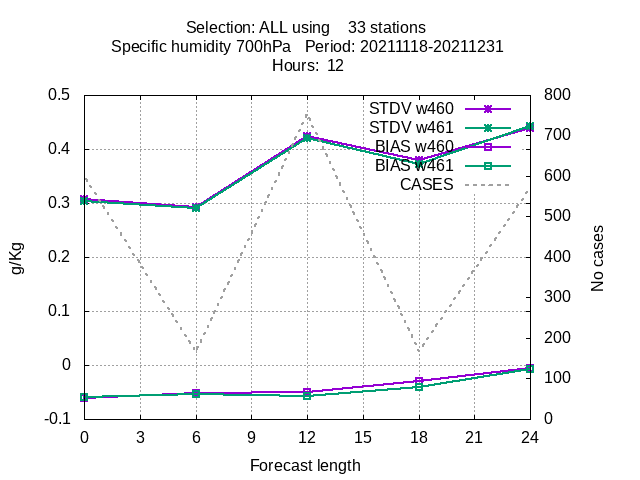 Selection: ALL using    33 stations
Specific humidity 700hPa   Period: 20211118-20211231
Hours:  12
0.5
0.4
0.3
0.2
0.1
0
-0.1
g/Kg
STDV w460
STDV w461
BIAS w460
BIAS w461
CASES
800
700
600
500
400
300
200
100
0
No cases
0 3 6 9 12 15 18 21 24
Forecast length